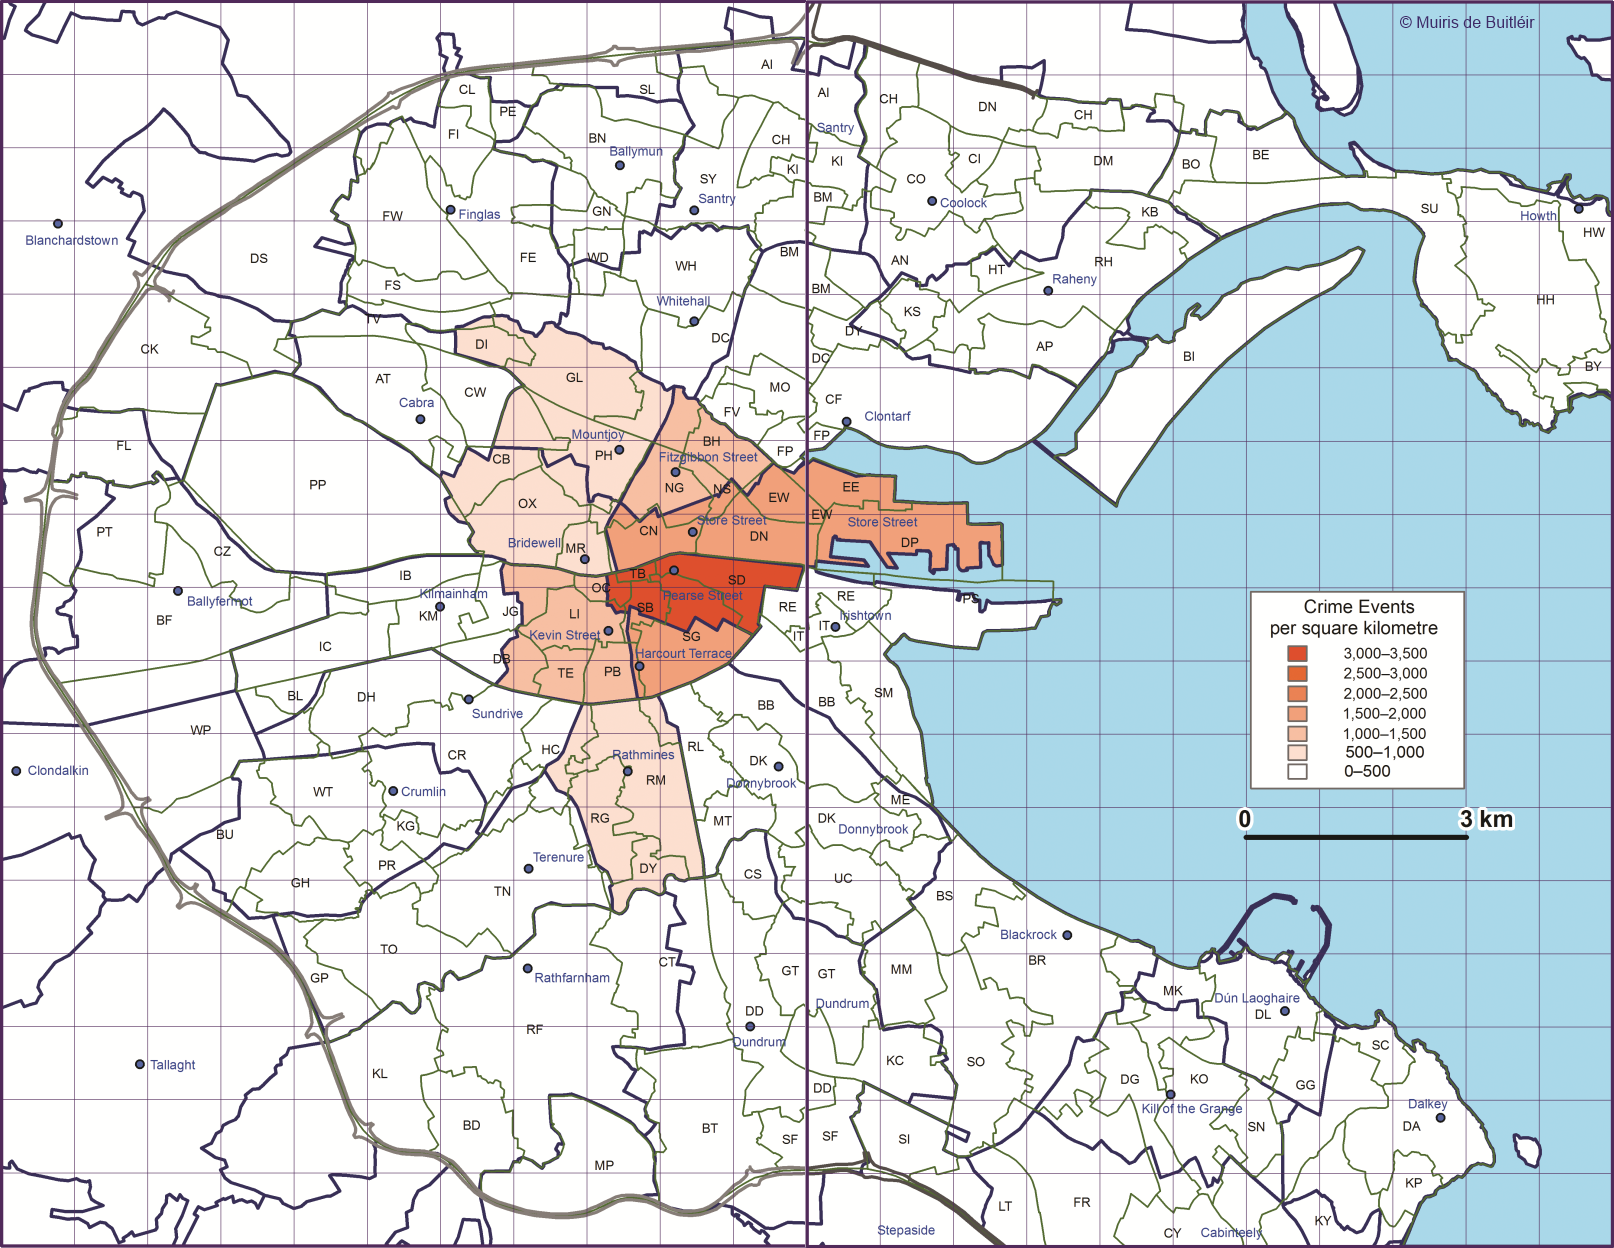 © Muiris de Buitléir
AI
CL
SL
PE
FI
BN
Ballymun
CH
KI
SY
Santry
Finglas
FW
GN
Blanchardstown
DS
FE
WD
WH
BM
FS
Whitehall
TV
DC
CK
DI
GL
AT
CW
MO
Cabra
FV
FL
Mountjoy
PH
BH
Fitzgibbon Street
FP
CB
PP
NG
NS
EW
OX
PT
CN
Store Street
DN
CZ
Bridewell
MR
IB
TB
SD
Ballyfermot
Kilmainham
OC
Pearse Street
BF
KM
JG
LI
SB
RE
Kevin Street
SG
IT
IC
DB
Harcourt Terrace
TE
PB
BL
DH
Sundrive
BB
WP
HC
RL
CR
Rathmines
DK
Clondalkin
RM
Donnybrook
WT
Crumlin
KG
RG
MT
BU
PR
Terenure
DY
CS
GH
TN
TO
CT
GP
Rathfarnham
GT
RF
DD
Dundrum
Tallaght
KL
BD
BT
SF
MP
AI
CH
DN
CH
Santry
KI
CI
DM
BO
BE
CO
BM
Coolock
KB
SU
Howth
HW
AN
HT
RH
Raheny
BM
KS
HH
DY
AP
BI
DC
BY
CF
Clontarf
FP
EE
EW
Store Street
DP
RE
PS
Irishtown
IT
SM
BB
ME
DK
Donnybrook
UC
BS
Blackrock
BR
MM
GT
Dundrum
MK
Dún Laoghaire
DL
SC
KC
SO
DG
KO
GG
DD
Kill of the Grange
Dalkey
SN
DA
SF
SI
KP
LT
FR
KY
CY
Cabinteely
Stepaside
Crime Events
per square kilometre
3,000–3,500
2,500–3,000
2,000–2,500
1,500–2,000
1,000–1,500
500–1,000
0–500
0 3 km